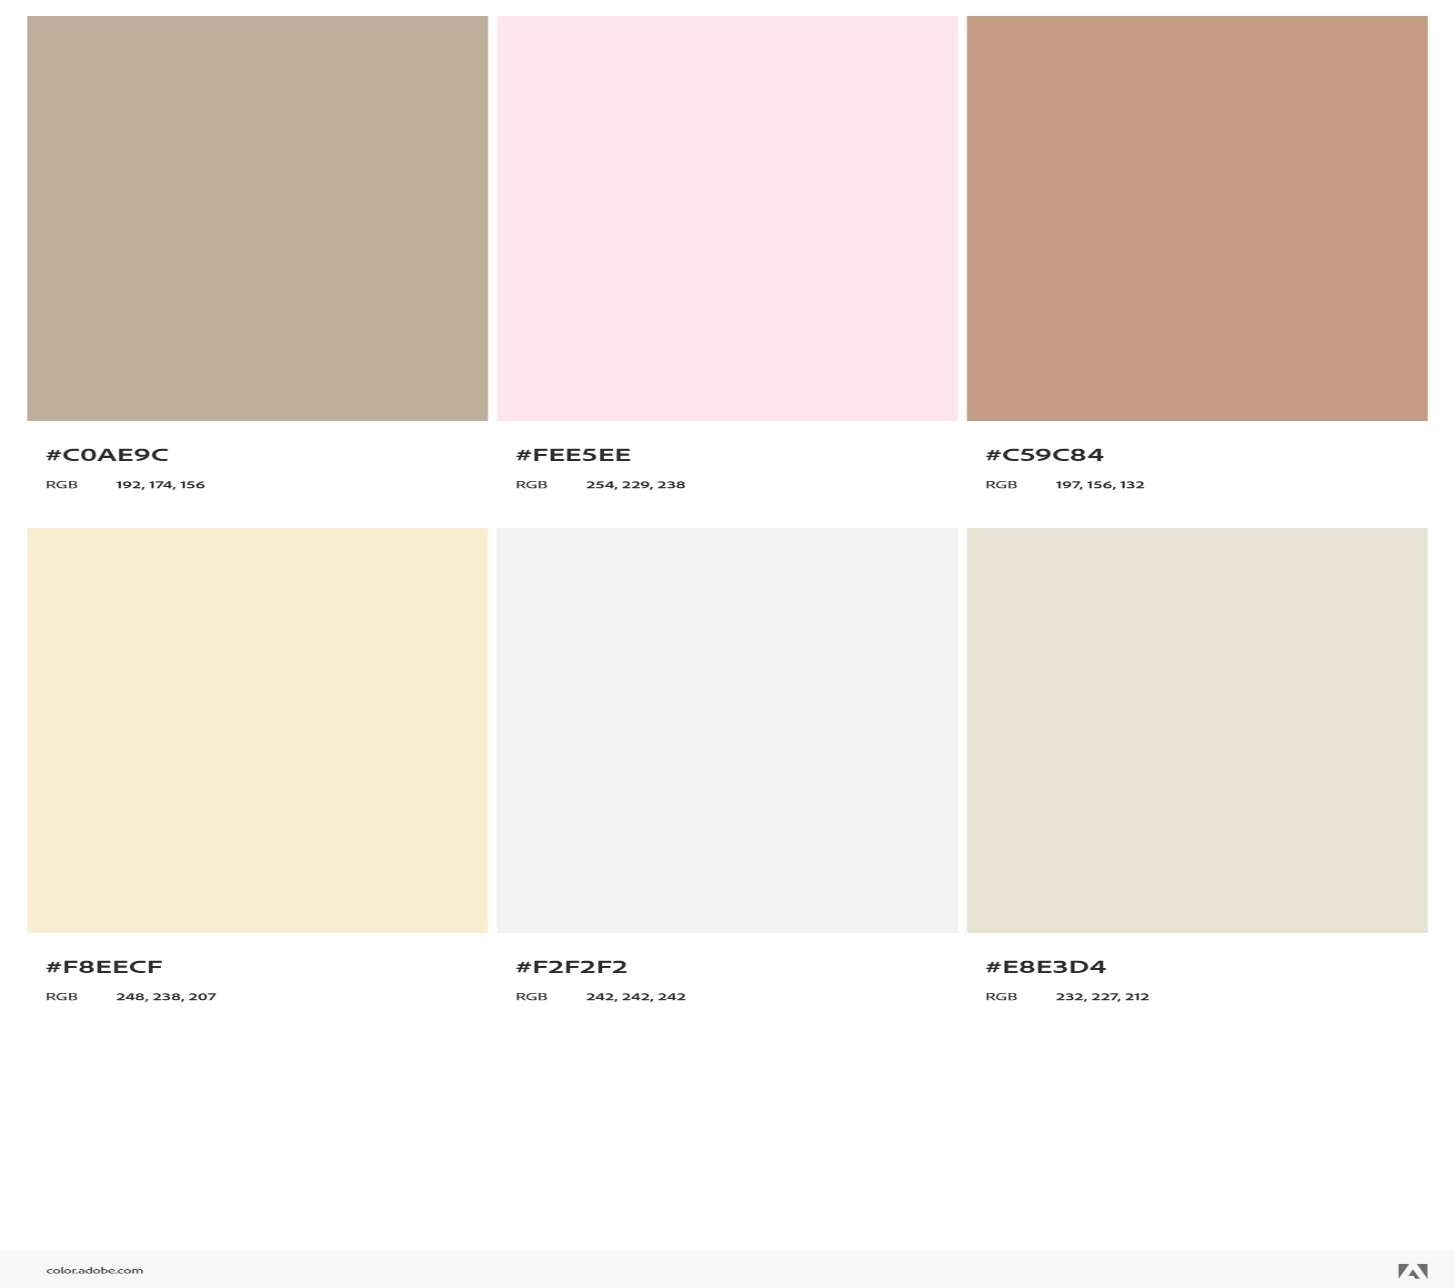 #C0AE9C
RGB 192, 174, 156
#FEE5EE
RGB 254, 229, 238
#C59C84
RGB 197, 156, 132
#F8EECF
RGB 248, 238, 207
#F2F2F2
RGB 242, 242, 242
#E8E3D4
RGB 232, 227, 212
color.adobe.com